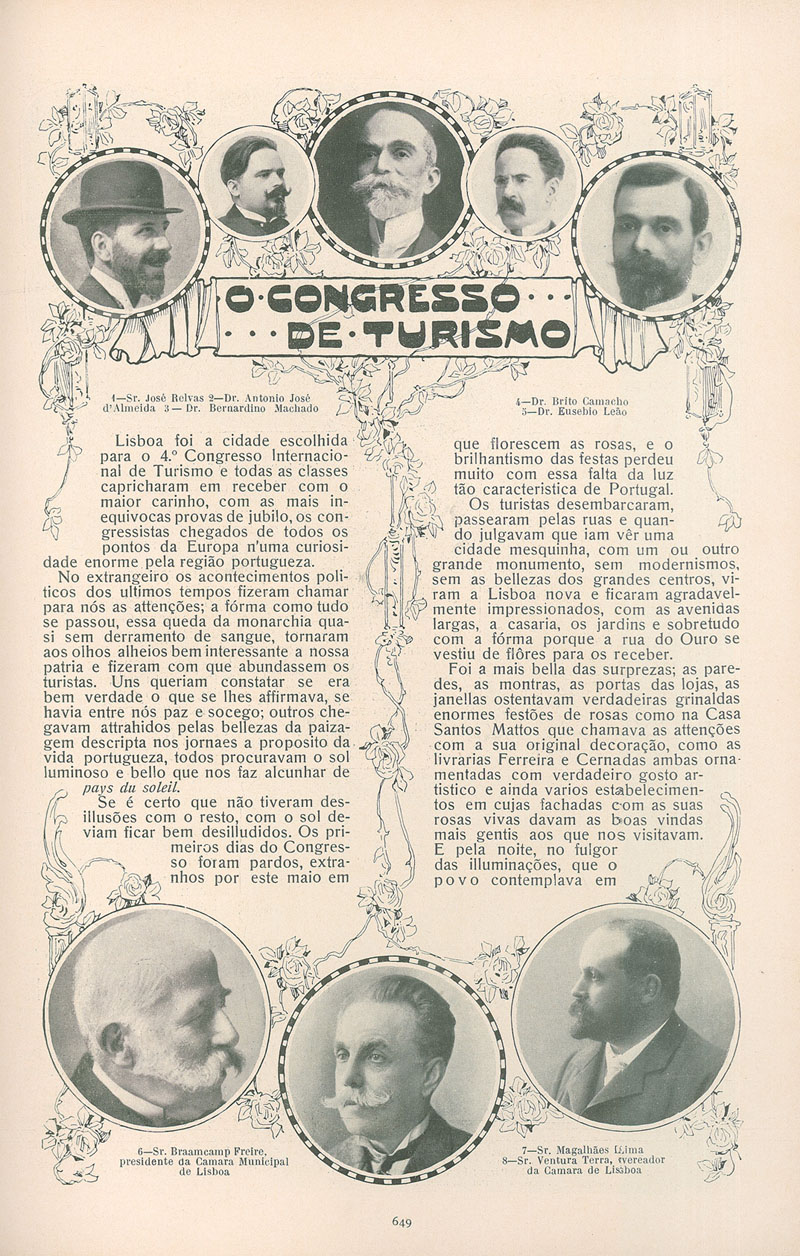 O·CONGRESSO···
···DE·TURISMO
1—Sr. José Relvas 2—Dr. Antonio José
d'Almeida 3—Dr. Bernardino Machado
4—Dr. Brito Camacho
5—Dr. Eusebio Leão
Lisboa foi a cidade escolhida
para o 4.º Congresso Internacio-
nal de Turismo e todas as classes
capricharam em receber com o
maior carinho, com as mais in-
equivocas provas de jubilo, os con-
gressistas chegados de todos os
pontos da Europa n'uma curiosi-
dade enorme pela região portugueza.
No extrangeiro os acontecimentos poli-
ticos dos ultimos tempos fizeram chamar
para nós as attenções; a fórma como tudo
se passou, essa queda da monarchia qua-
si sem derramento de sangue, tornaram
aos olhos alheios bem interessante a nossa
patria e fizeram com que abundassem os
turistas. Uns queriam constatar se era
bem verdade o que se lhes affirmava, se
havia entre nós paz e socego; outros che-
gavam attrahidos pelas bellezas da paiza-
gem descripta nos jornaes a proposito da
vida portugueza, todos procuravam o sol
luminoso e bello que nos faz alcunhar de
pays du soleil.
Se é certo que não tiveram des-
illusões com o resto, com o sol de-
viam ficar bem desilludidos. Os pri-
meiros dias do Congres-
so foram pardos, extra-
nhos por este maio em
que florescem as rosas, e o
brilhantismo das festas perdeu
muito com essa falta da luz
tão caracteristica de Portugal.
Os turistas desembarcaram,
passearam pelas ruas e quan-
do julgavam que iam vêr uma
cidade mesquinha, com um ou outro
grande monumento, sem modernismos,
sem as bellezas dos grandes centros, vi-
ram a Lisboa nova e ficaram agradavel-
mente impressionados, com as avenidas
largas, a casaria, os jardins e sobretudo
com a fórma porque a rua do Ouro se
vestiu de flôres para os receber.
Foi a mais bella das surprezas; as pare-
des, as montras, as portas das lojas, as
janellas ostentavam verdadeiras grinaldas
enormes festões de rosas como na Casa
Santos Mattos que chamava as attenções
com a sua original decoração, como as
livrarias Ferreira e Cernadas ambas orna-
mentadas com verdadeiro gosto ar-
tistico e ainda varios estabelecimen-
tos em cujas fachadas com as suas
rosas vivas davam as boas vindas
mais gentis aos que nos visitavam.
E pela noite, no fulgor
das illuminações, que o
povo contemplava em
6—Sr. Braamcamp Freire,
presidente da Camara Municipal
de Lisboa
7—Sr. Magalhães Lima
8—Sr. Ventura Terra, vereador
da Camara de Lisboa
649